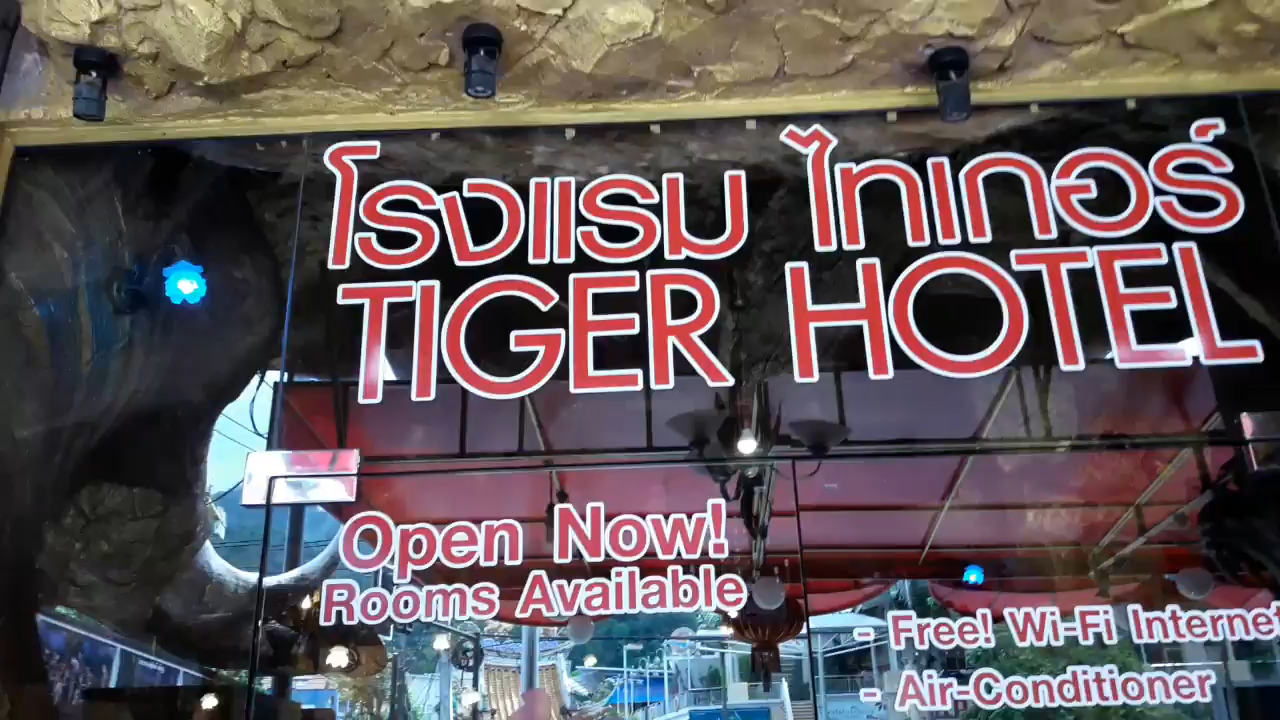 โรงแรม ไทเกอร์
TIGER HOTEL
Open Now!
Rooms Available
- Free! Wi-Fi Internet
- Air-Conditioner